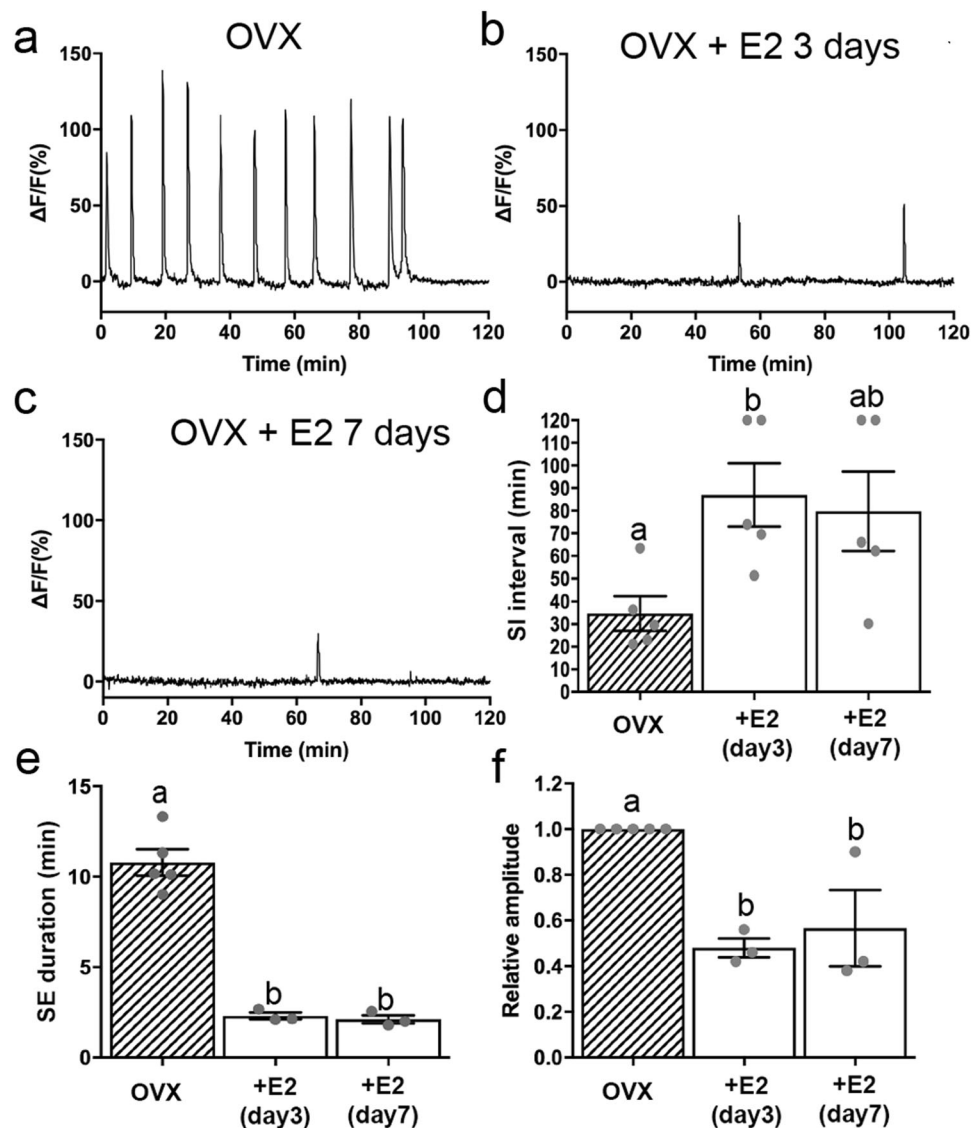 a
OVX
150
100
50
0
ΔF/F(%)
0 20 40 60 80 100 120
Time (min)
b
OVX + E2 3 days
150
100
50
0
ΔF/F(%)
0 20 40 60 80 100 120
Time (min)
c
OVX + E2 7 days
150
100
50
0
ΔF/F(%)
0 20 40 60 80 100 120
Time (min)
d
SI interval (min)
120
110
100
90
80
70
60
50
40
30
20
10
0
a
b
ab
OVX
+E2
(day3)
+E2
(day7)
e
SE duration (min)
15
10
5
0
a
b
b
OVX
+E2
(day3)
+E2
(day7)
f
Relative amplitude
1.2
1.0
0.8
0.6
0.4
0.2
0.0
a
b
b
OVX
+E2
(day3)
+E2
(day7)